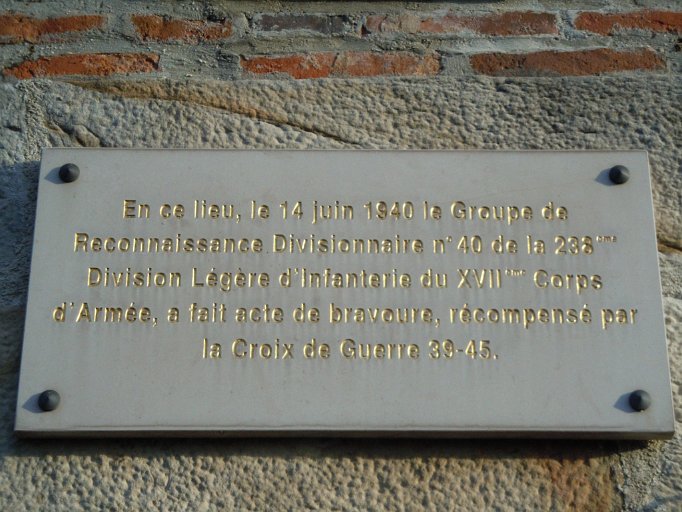 En ce lieu, le 14 juin 1940 le Groupe de
Reconnaissance Divisionnaire n°40 de la 238ème
Division Légère d'Infanterie du XVIIème Corps
d'Armée, a fait acte de bravoure, récompensé par
la Croix de Guerre 39-45.